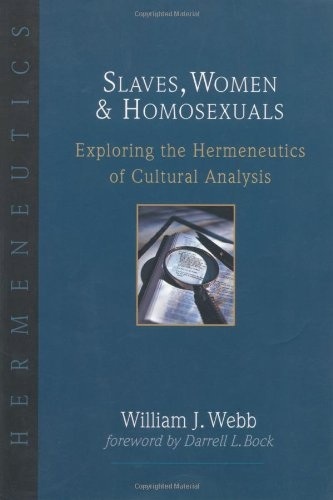 HERMENEUTICS
SLAVES, WOMEN
& HOMOSEXUALS
Exploring the Hermeneutics
of Cultural Analysis
William J. Webb
foreword by Darrell L. Bock